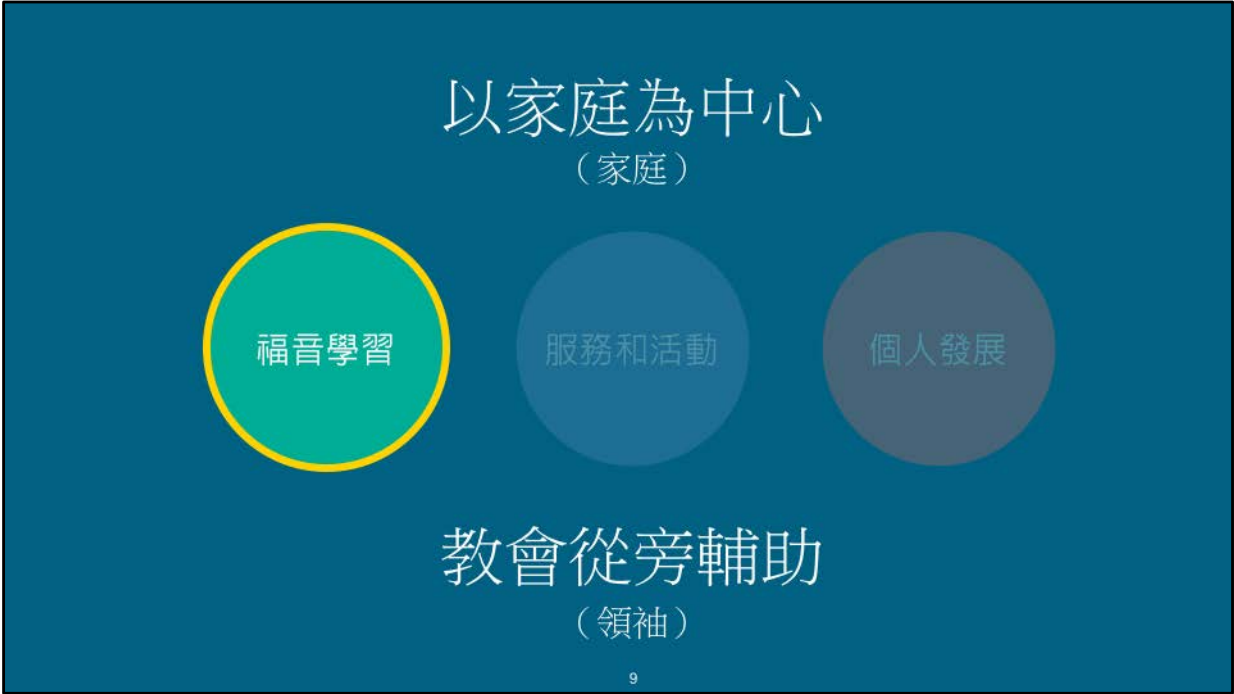 以家庭為中心
（家庭）
福音學習
服務和活動
個人發展
教會從旁輔助
（領袖）
9